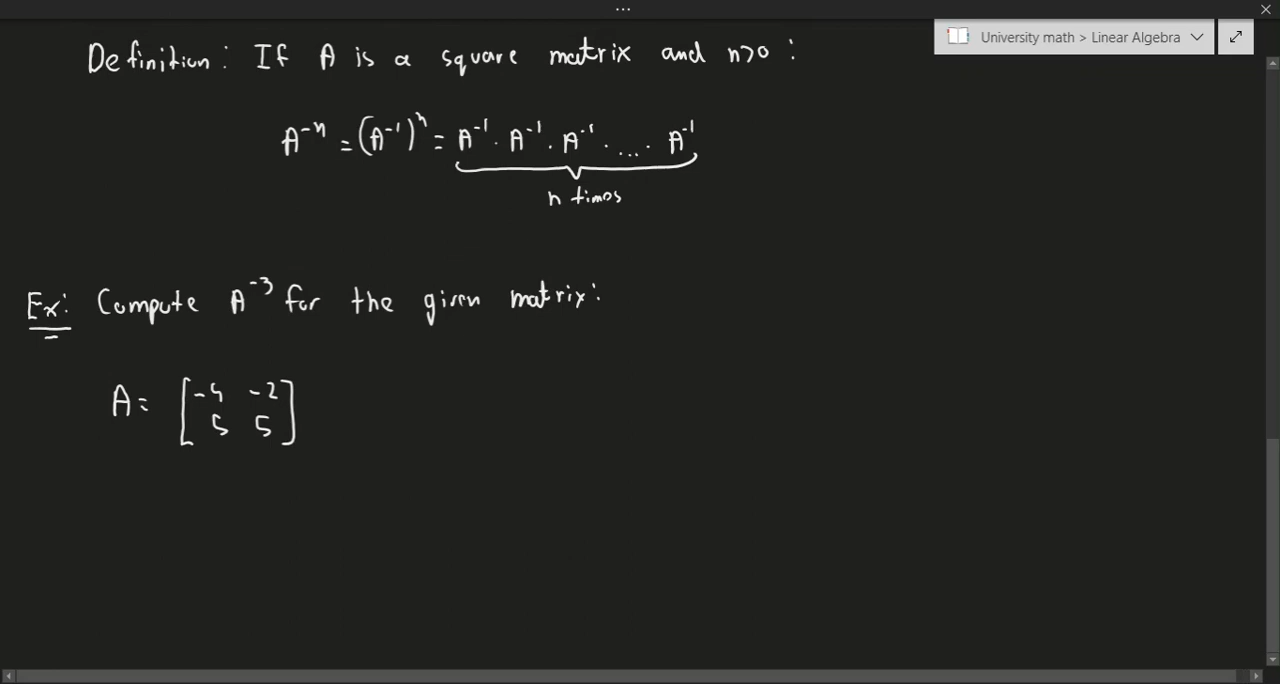 ...
University math > Linear Algebra
Definition: If A is a square matrix and n>0:
A⁻ⁿ = (A⁻¹)ⁿ = A⁻¹ · A⁻¹ · A⁻¹ · ... · A⁻¹
n times
Ex: Compute A⁻³ for the given matrix:
A = [-4 -2
5 5]